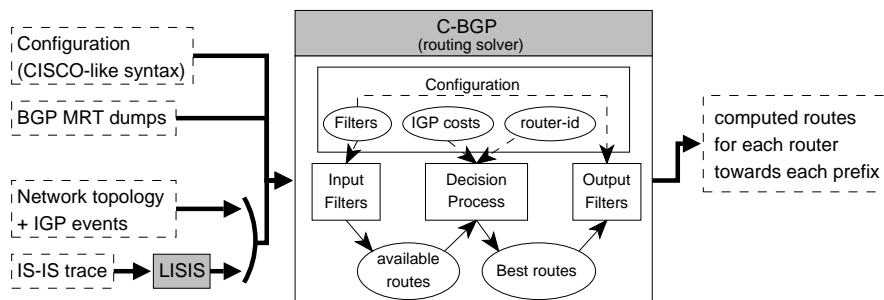 Configuration
(CISCO-like syntax)
BGP MRT dumps
Network topology
+ IGP events
IS-IS trace
LISIS
C-BGP
(routing solver)
Configuration
Filters
IGP costs
router-id
Input
Filters
Decision
Process
Output
Filters
available
routes
Best routes
computed routes
for each router
towards each prefix